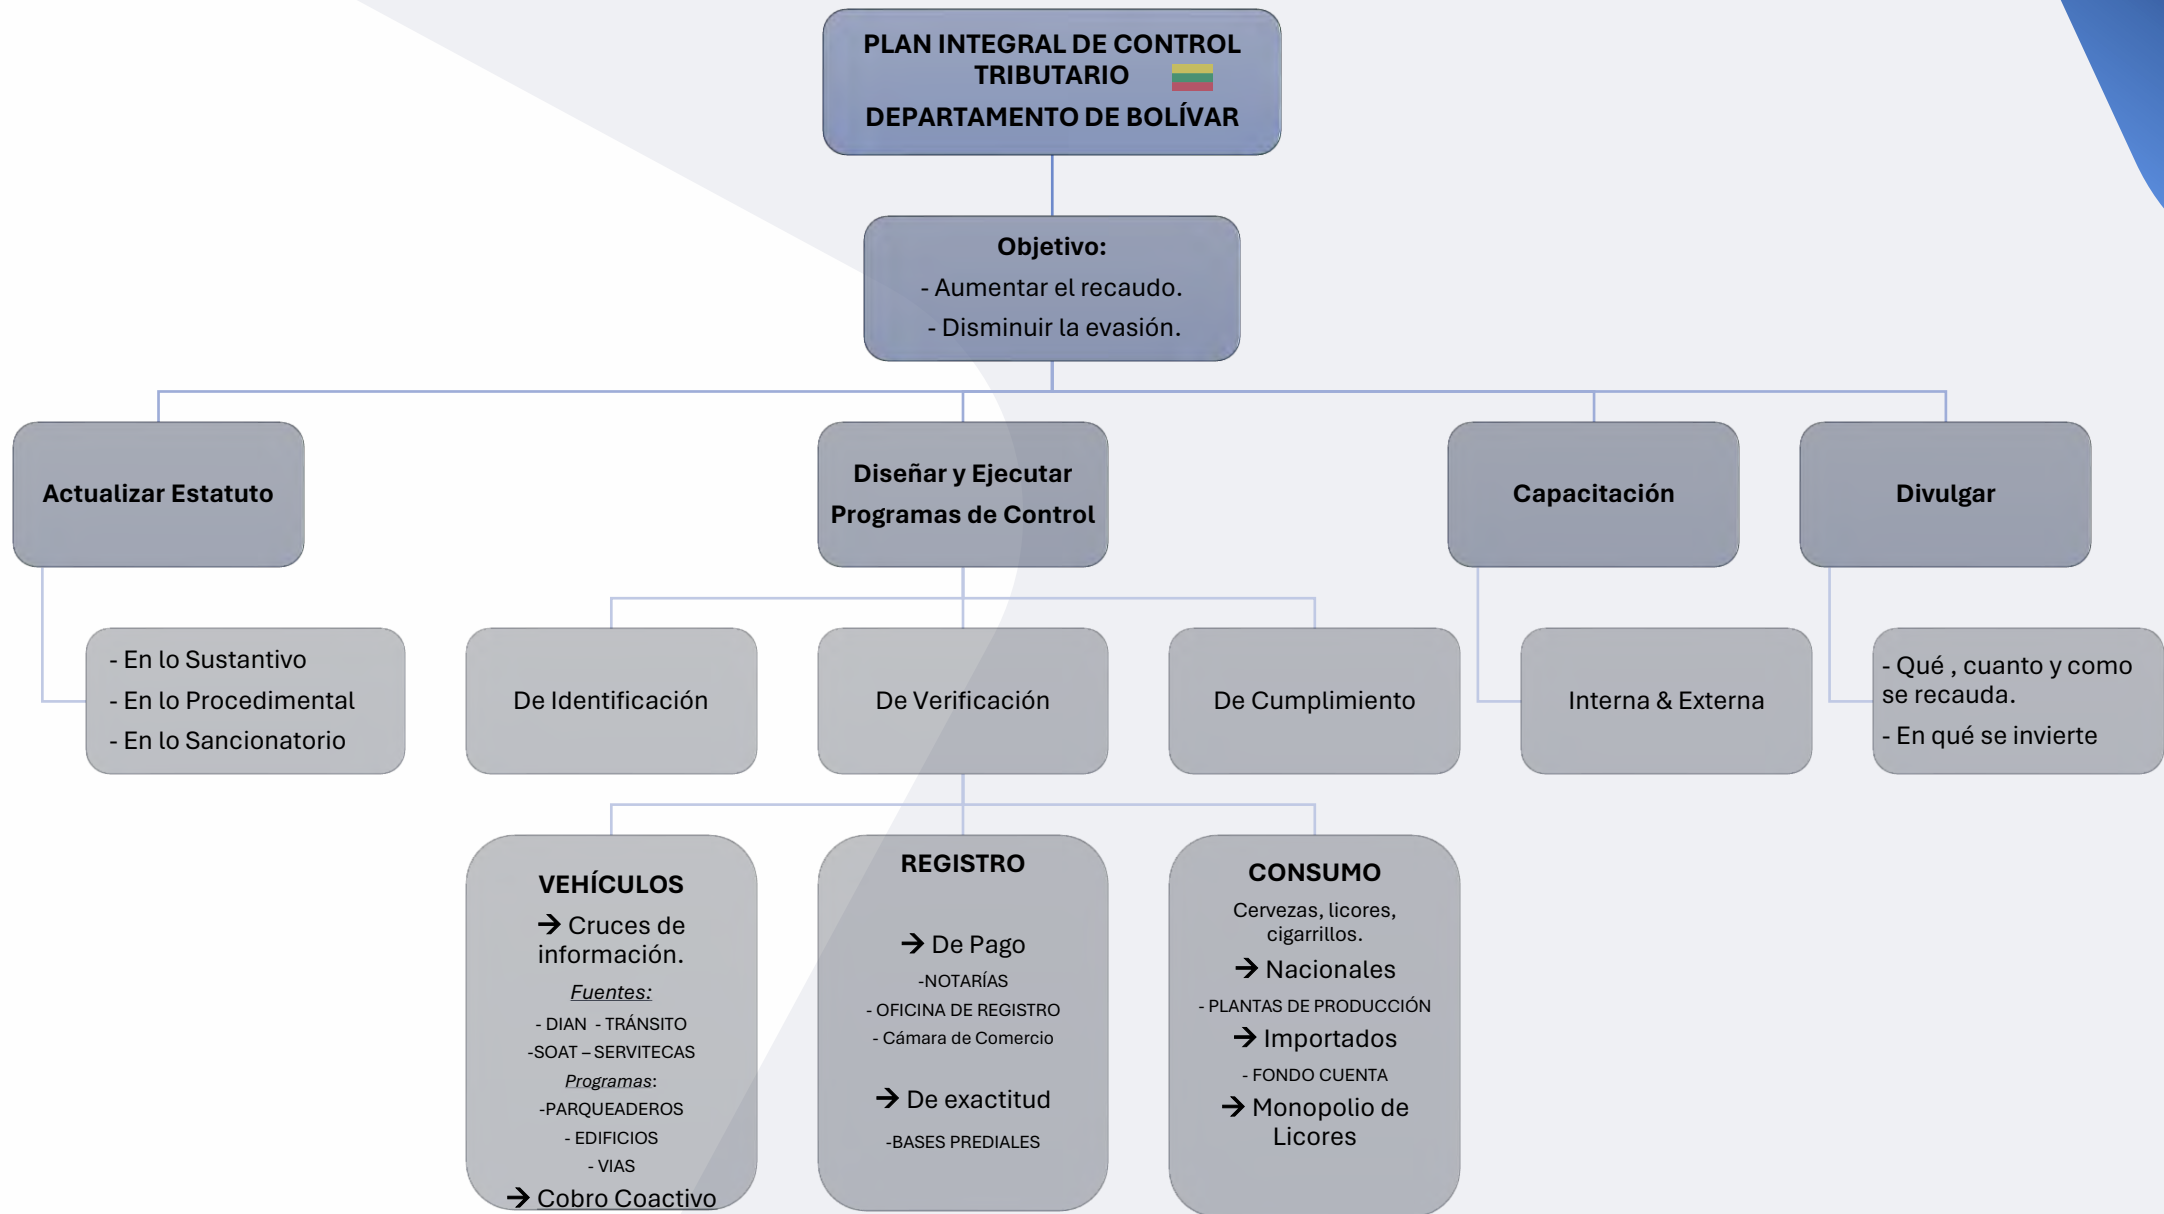 PLAN INTEGRAL DE CONTROL
TRIBUTARIO
DEPARTAMENTO DE BOLÍVAR
Objetivo:
- Aumentar el recaudo.
- Disminuir la evasión.
Actualizar Estatuto
Diseñar y Ejecutar
Programas de Control
Capacitación
Divulgar
- En lo Sustantivo
- En lo Procedimental
- En lo Sancionatorio
De Identificación
De Verificación
De Cumplimiento
Interna & Externa
- Qué , cuanto y como
se recauda.
- En qué se invierte
VEHÍCULOS
→ Cruces de
información.
Fuentes:
- DIAN - TRÁNSITO
-SOAT – SERVITECAS
Programas:
-PARQUEADEROS
- EDIFICIOS
- VIAS
→ Cobro Coactivo
REGISTRO
→ De Pago
-NOTARÍAS
- OFICINA DE REGISTRO
- Cámara de Comercio
→ De exactitud
-BASES PREDIALES
CONSUMO
Cervezas, licores,
cigarrillos.
→ Nacionales
- PLANTAS DE PRODUCCIÓN
→ Importados
- FONDO CUENTA
→ Monopolio de
Licores